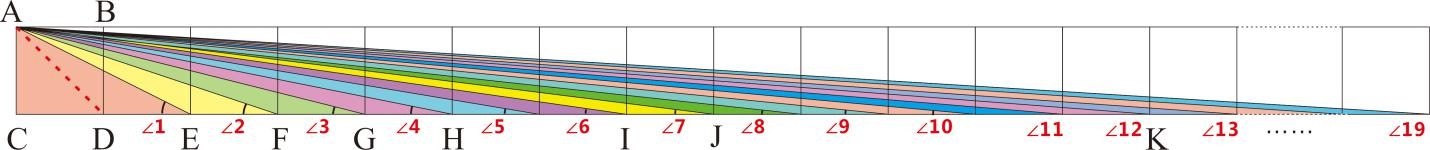 A B
C D ∠1 E ∠2 F ∠3 G ∠4 H ∠5 ∠6 I ∠7 J ∠8 ∠9 ∠10 ∠11 ∠12 K ∠13 …… ∠19